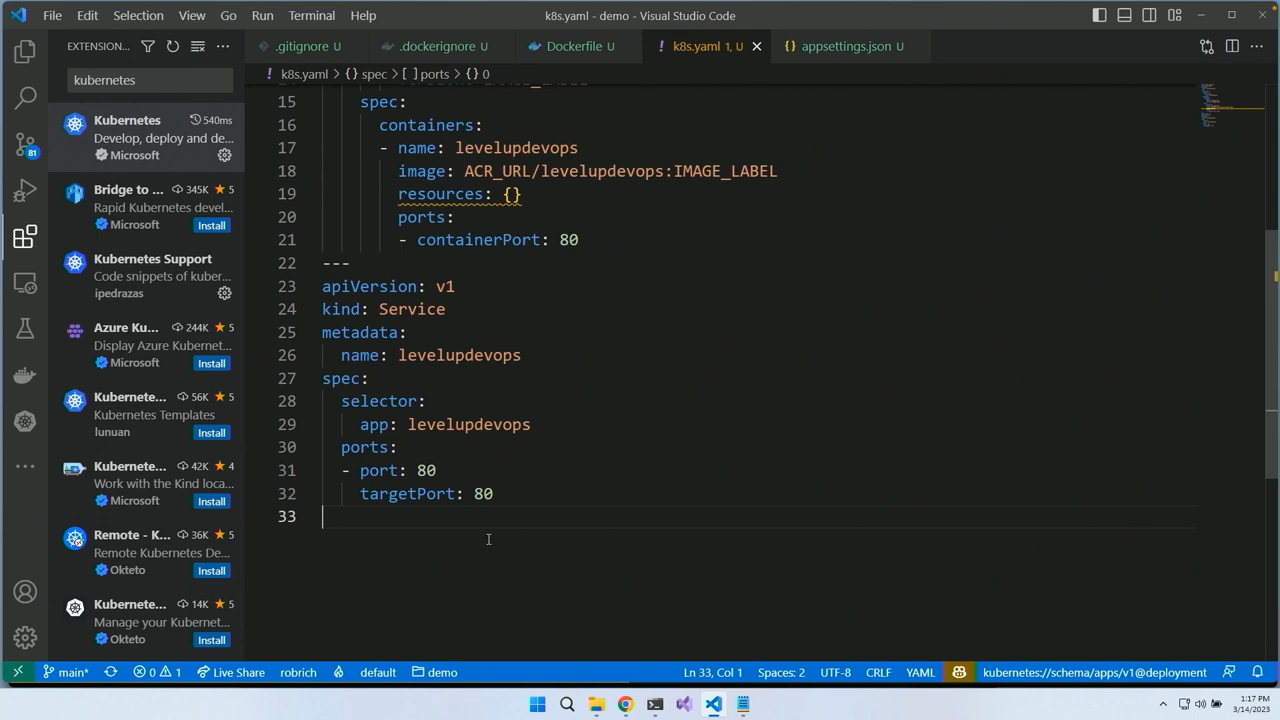 File Edit Selection View Go Run Terminal Help
k8s.yaml - demo - Visual Studio Code
EXTENSION...
.gitignore U
.dockerignore U
Dockerfile U
k8s.yaml 1, U
appsettings.json U
kubernetes
k8s.yaml > {} spec > [ ] ports > {} 0
Kubernetes 540ms
Develop, deploy and de...
Microsoft
Bridge to ... 345K 5
Rapid Kubernetes devel...
Microsoft Install
Kubernetes Support
Code snippets of kuber...
ipedrazas
Azure Ku... 244K 5
Display Azure Kubernet...
Microsoft Install
Kubernete... 56K 5
Kubernetes Templates
lunuan Install
Kubernete... 42K 4
Work with the Kind loca...
Microsoft Install
Remote - K... 36K 5
Remote Kubernetes De...
Okteto Install
Kubernete... 14K 5
Manage your Kubernet...
Okteto Install
15 spec:
16 containers:
17 - name: levelupdevops
18 image: ACR_URL/levelupdevops:IMAGE_LABEL
19 resources: {}
20 ports:
21 - containerPort: 80
22 ---
23 apiVersion: v1
24 kind: Service
25 metadata:
26 name: levelupdevops
27 spec:
28 selector:
29 app: levelupdevops
30 ports:
31 - port: 80
32 targetPort: 80
33
81
main* 0 1 Live Share robrich default demo
Ln 33, Col 1 Spaces: 2 UTF-8 CRLF YAML kubernetes://schema/apps/v1@deployment
1:17 PM
3/14/2023